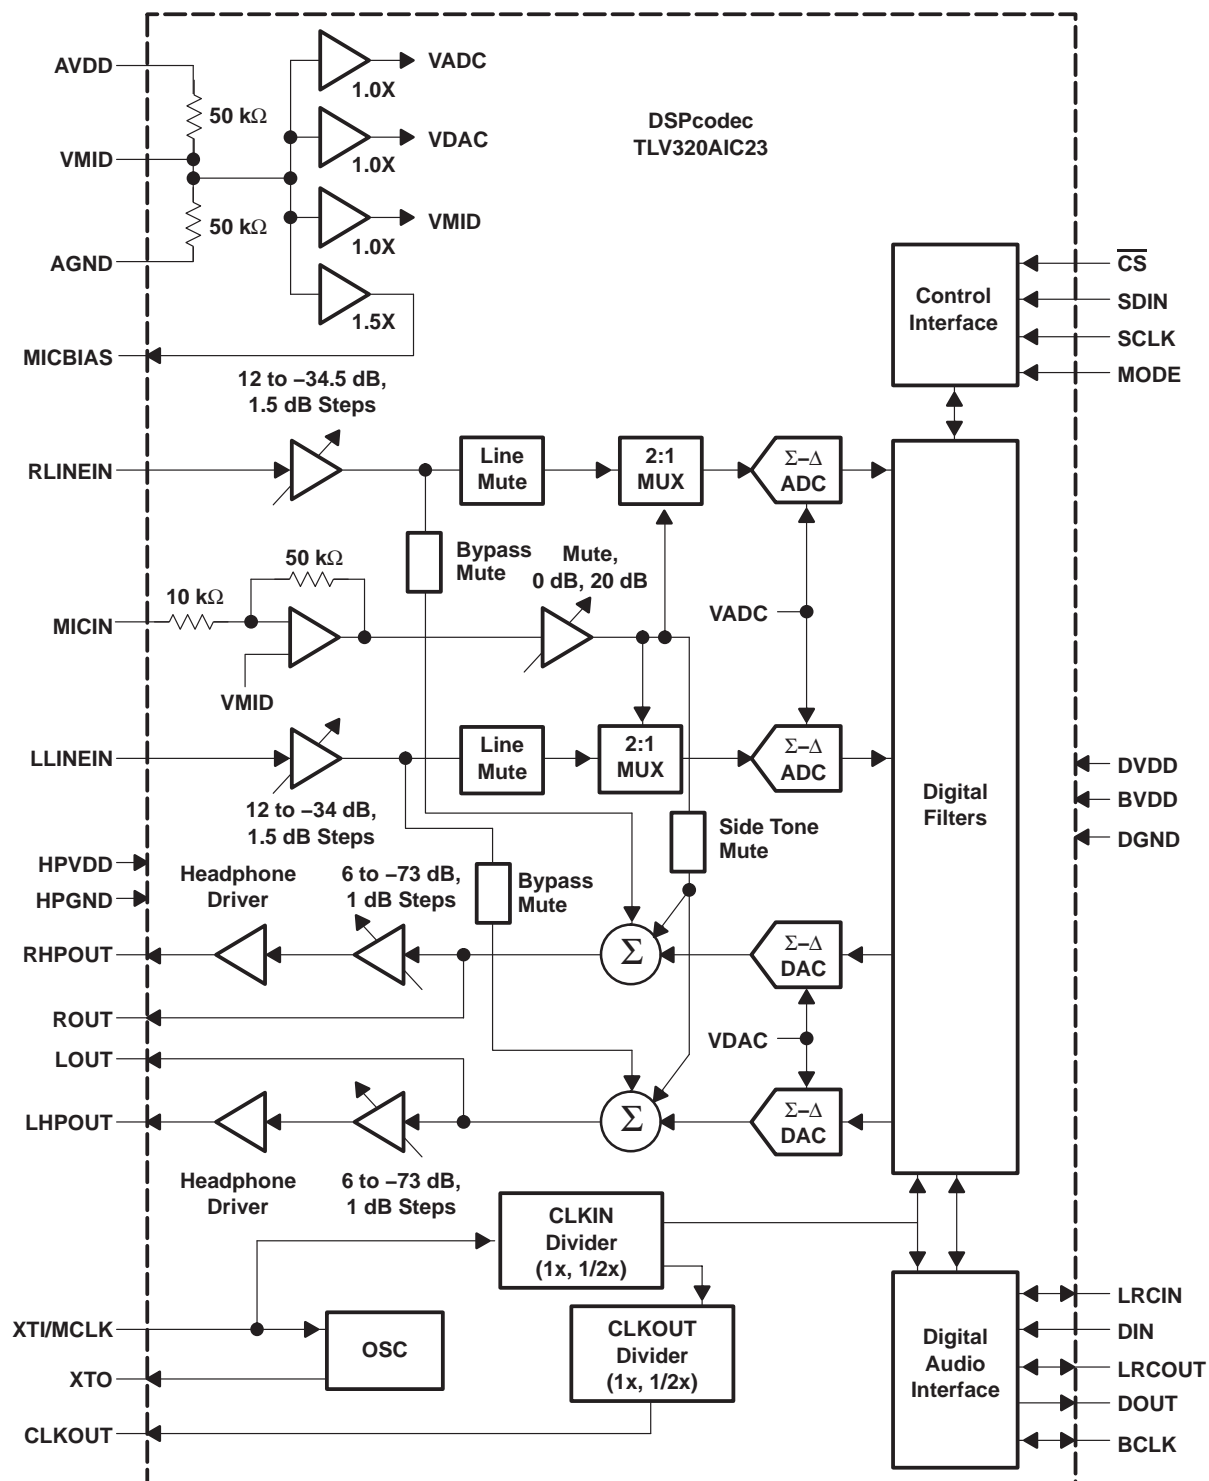 AVDD
50 kΩ
VMID
50 kΩ
AGND
1.0X
VADC
1.0X
VDAC
1.0X
VMID
1.5X
MICBIAS
DSPcodec
TLV320AIC23
Control
Interface
CS
SDIN
SCLK
MODE
12 to –34.5 dB,
1.5 dB Steps
RLINEIN
Line
Mute
2:1
MUX
Σ–Δ
ADC
Bypass
Mute
50 kΩ
10 kΩ
MICIN
VMID
Mute,
0 dB, 20 dB
VADC
LLINEIN
Line
Mute
2:1
MUX
Σ–Δ
ADC
12 to –34 dB,
1.5 dB Steps
Side Tone
Mute
Digital
Filters
DVDD
BVDD
DGND
HPVDD
HPGND
Headphone
Driver
6 to –73 dB,
1 dB Steps
Bypass
Mute
RHPOUT
Σ
Σ–Δ
DAC
ROUT
LOUT
VDAC
LHPOUT
Σ
Σ–Δ
DAC
Headphone
Driver
6 to –73 dB,
1 dB Steps
CLKIN
Divider
(1x, 1/2x)
XTI/MCLK
OSC
XTO
CLKOUT
Divider
(1x, 1/2x)
CLKOUT
Digital
Audio
Interface
LRCIN
DIN
LRCOUT
DOUT
BCLK